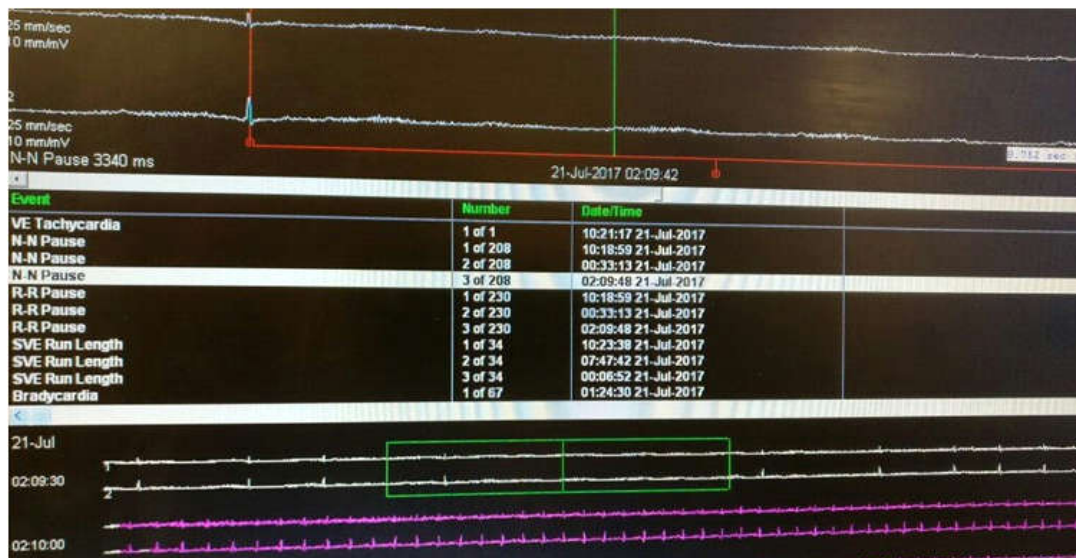 25 mm/sec
10 mm/mV
2
25 mm/sec
10 mm/mV
N-N Pause 3340 ms
21-Jul-2017 02:09:42
Event Number Date/Time
VE Tachycardia 1 of 1 10:21:17 21-Jul-2017
N-N Pause 1 of 208 10:18:59 21-Jul-2017
N-N Pause 2 of 208 00:33:13 21-Jul-2017
N-N Pause 3 of 208 02:09:48 21-Jul-2017
R-R Pause 1 of 230 10:18:59 21-Jul-2017
R-R Pause 2 of 230 00:33:13 21-Jul-2017
R-R Pause 3 of 230 02:09:48 21-Jul-2017
SVE Run Length 1 of 34 10:23:38 21-Jul-2017
SVE Run Length 2 of 34 07:47:42 21-Jul-2017
SVE Run Length 3 of 34 00:06:52 21-Jul-2017
Bradycardia 1 of 67 01:24:30 21-Jul-2017
21-Jul
1
02:09:30
2
02:10:00